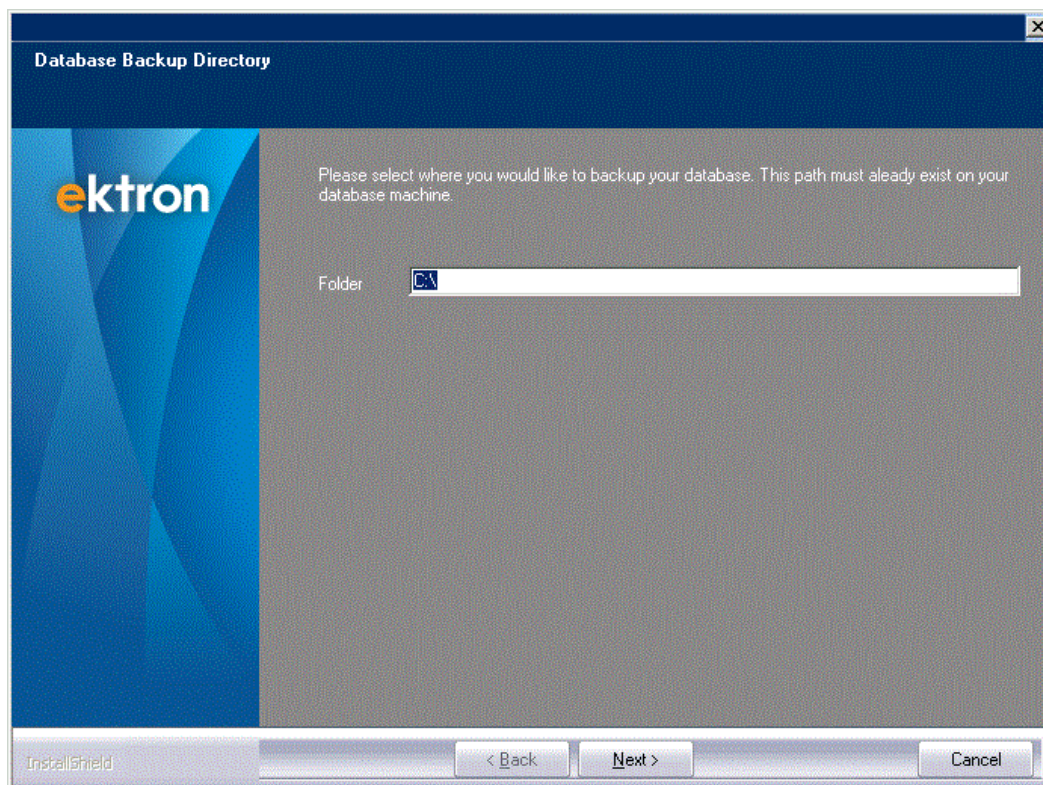 Database Backup Directory
ektron
Please select where you would like to backup your database. This path must aleady exist on your
database machine.
Folder
C:\
InstallShield
< Back
Next >
Cancel